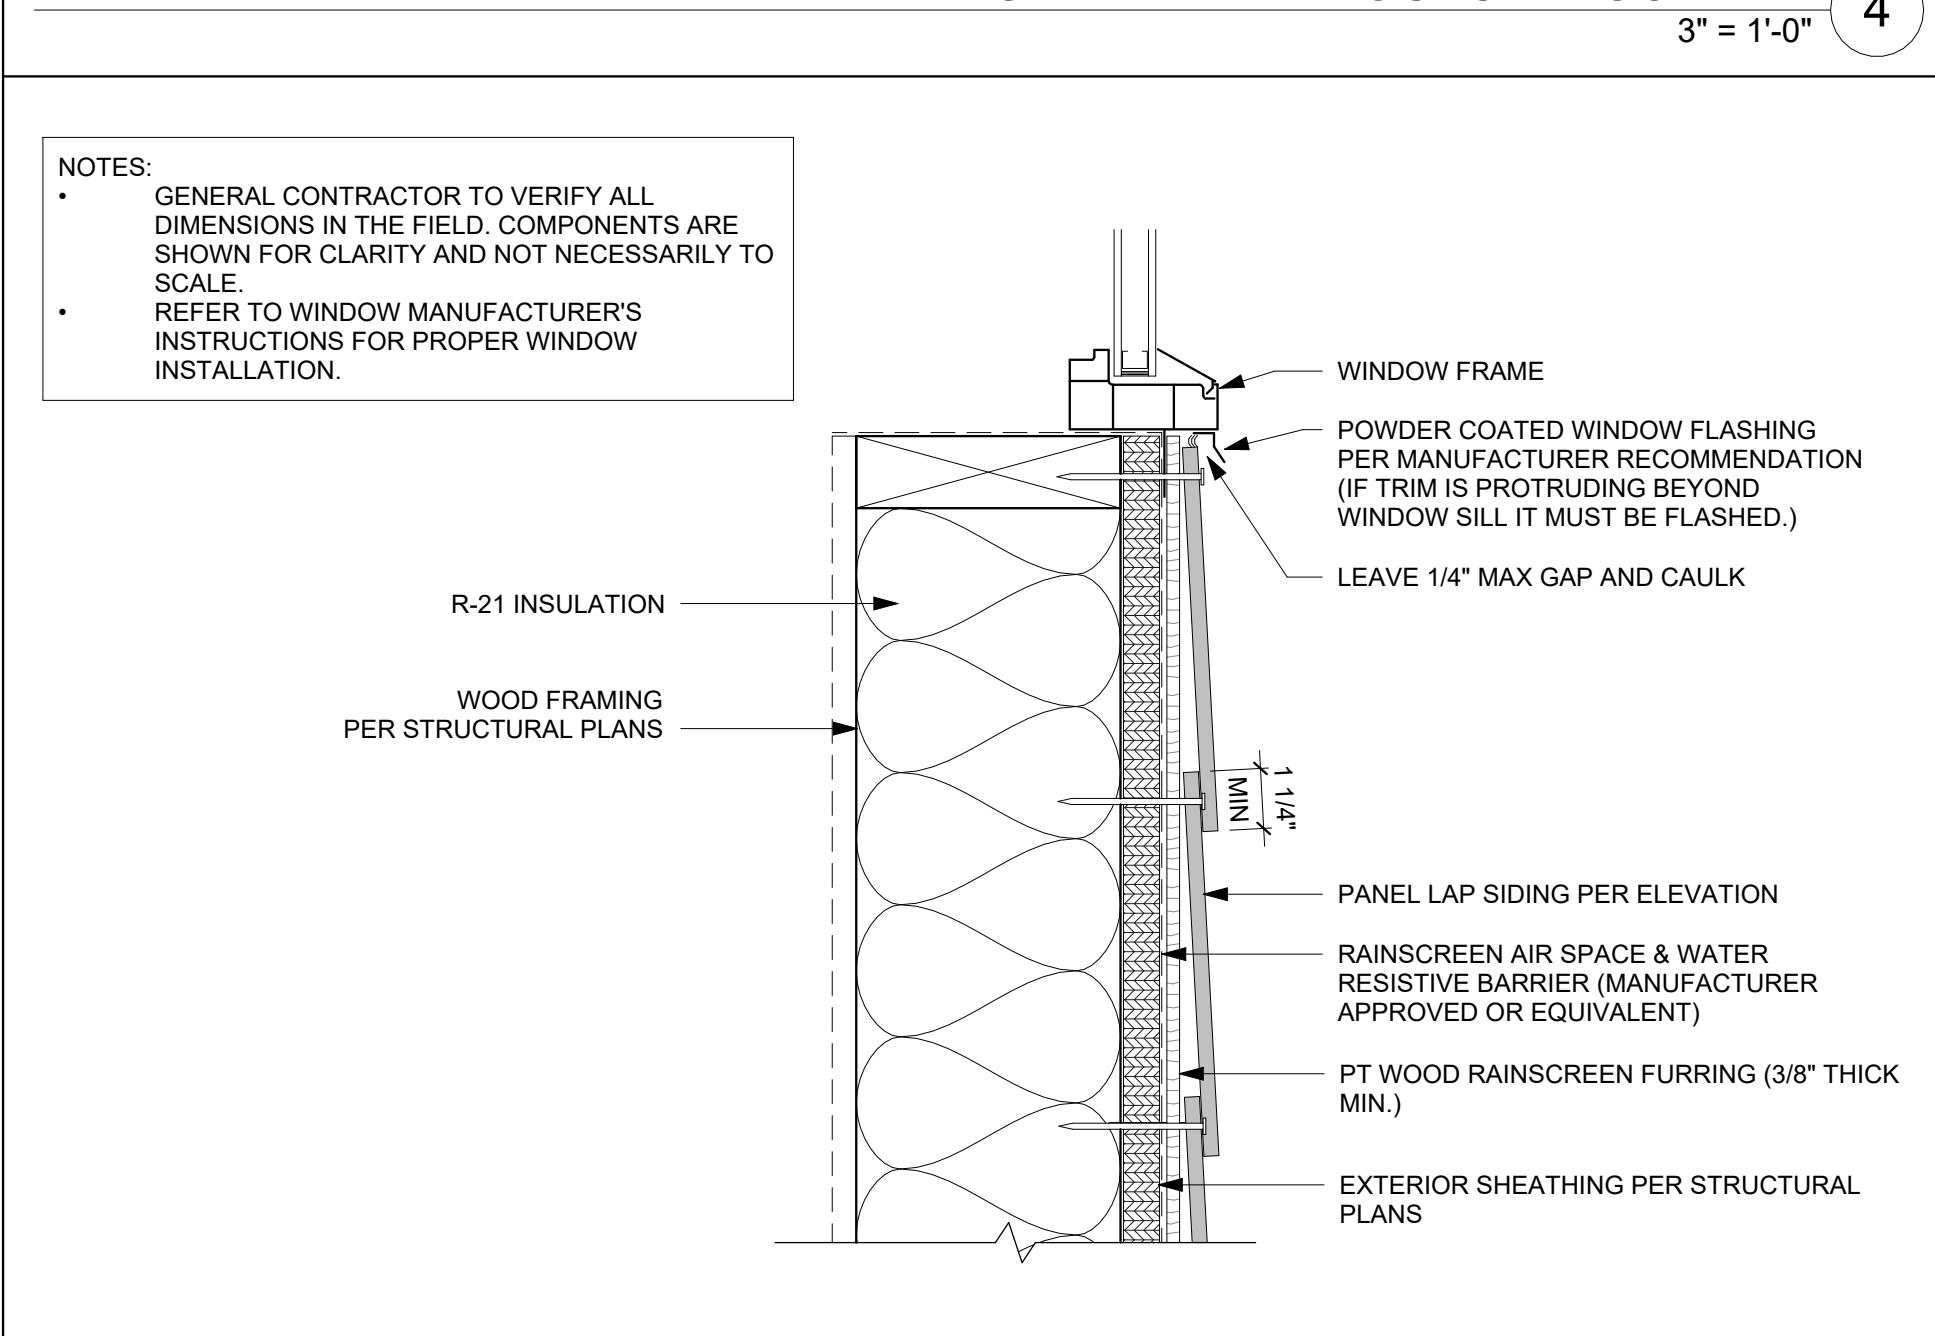 3" = 1'-0"
4
NOTES:
• GENERAL CONTRACTOR TO VERIFY ALL
DIMENSIONS IN THE FIELD. COMPONENTS ARE
SHOWN FOR CLARITY AND NOT NECESSARILY TO
SCALE.
• REFER TO WINDOW MANUFACTURER'S
INSTRUCTIONS FOR PROPER WINDOW
INSTALLATION.
WINDOW FRAME
POWDER COATED WINDOW FLASHING
PER MANUFACTURER RECOMMENDATION
(IF TRIM IS PROTRUDING BEYOND
WINDOW SILL IT MUST BE FLASHED.)
LEAVE 1/4" MAX GAP AND CAULK
R-21 INSULATION
WOOD FRAMING
PER STRUCTURAL PLANS
1 1/4"
MIN
PANEL LAP SIDING PER ELEVATION
RAINSCREEN AIR SPACE & WATER
RESISTIVE BARRIER (MANUFACTURER
APPROVED OR EQUIVALENT)
PT WOOD RAINSCREEN FURRING (3/8" THICK
MIN.)
EXTERIOR SHEATHING PER STRUCTURAL
PLANS